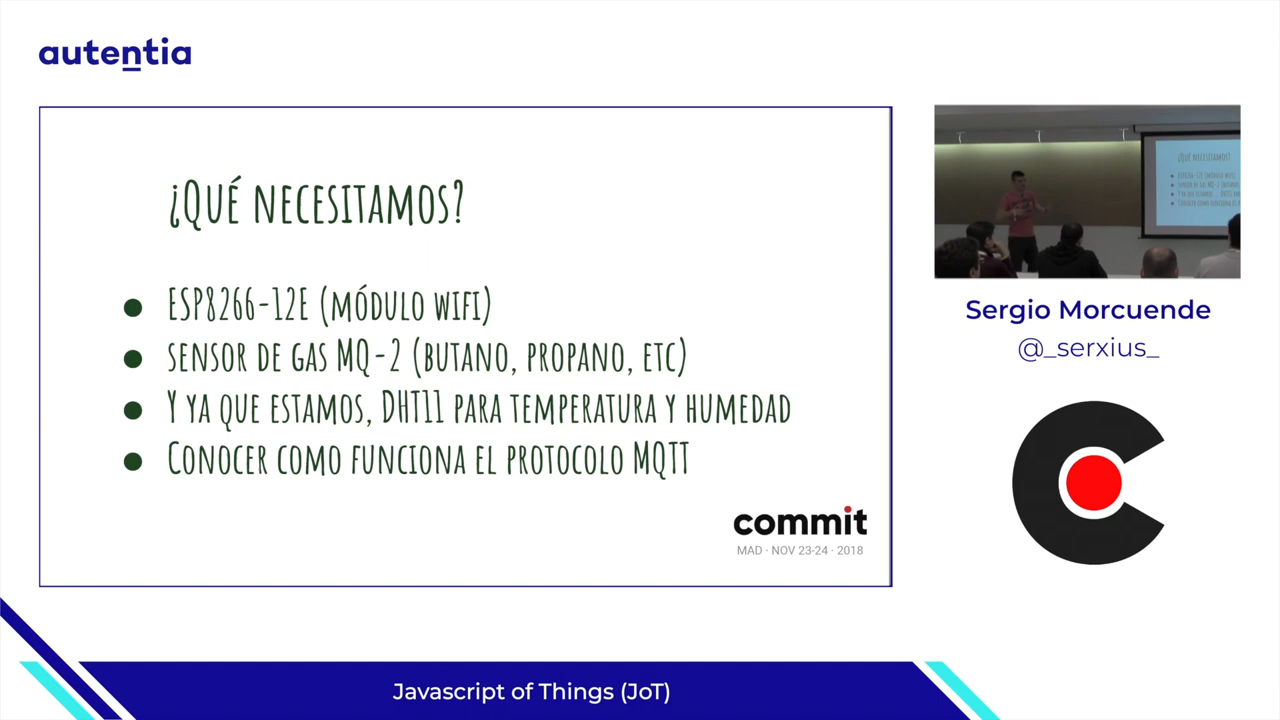 autentia
¿Qué necesitamos?
● ESP8266-12E (módulo wifi)
● sensor de gas MQ-2 (butano, propano, etc)
● Y ya que estamos, DHT11 para temperatura y humedad
● Conocer como funciona el protocolo MQTT
commit
MAD · NOV 23-24 · 2018
¿Qué necesitamos?
Sergio Morcuende
@_serxius_
Javascript of Things (JoT)